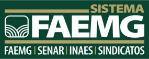 SISTEMA
FAEMG
FAEMG | SENAR | INAES | SINDICATOS